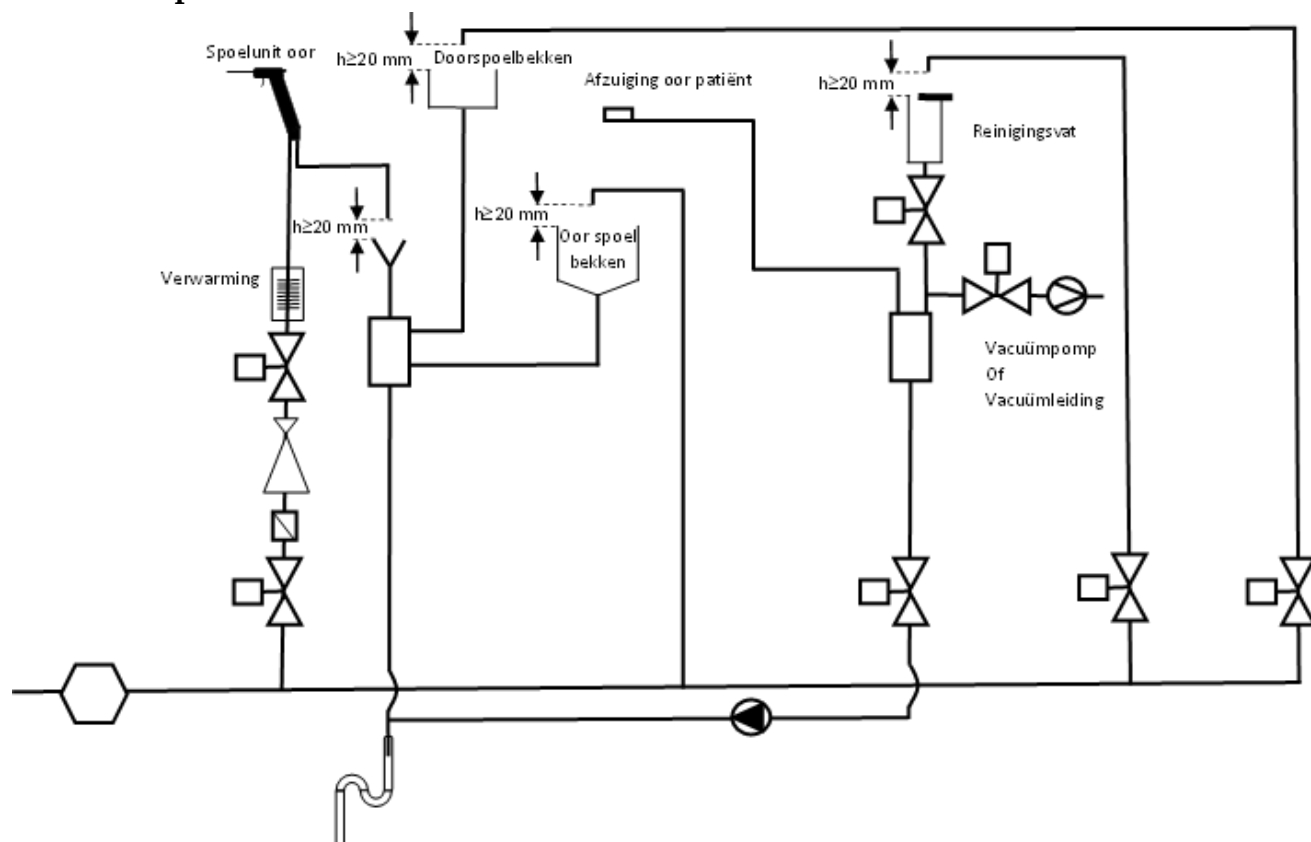 Spoelunit oor
h≥20 mm
Doorspoelbekken
Afzuiging oor patiënt
h≥20 mm
Reinigingsvat
h≥20 mm
h≥20 mm
Oor spoel
bekken
Verwarming
Vacuümpomp
Of
Vacuümleiding